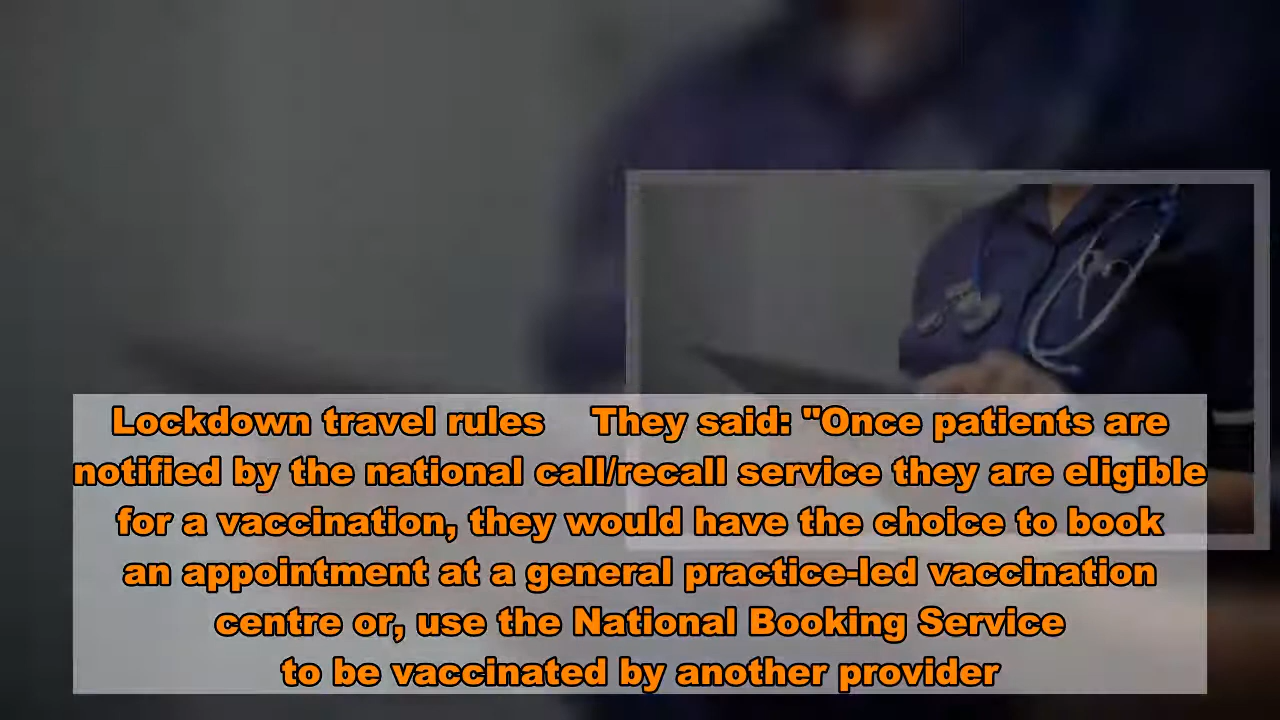 Lockdown travel rules They said: "Once patients are
notified by the national call/recall service they are eligible
for a vaccination, they would have the choice to book
an appointment at a general practice-led vaccination
centre or, use the National Booking Service
to be vaccinated by another provider